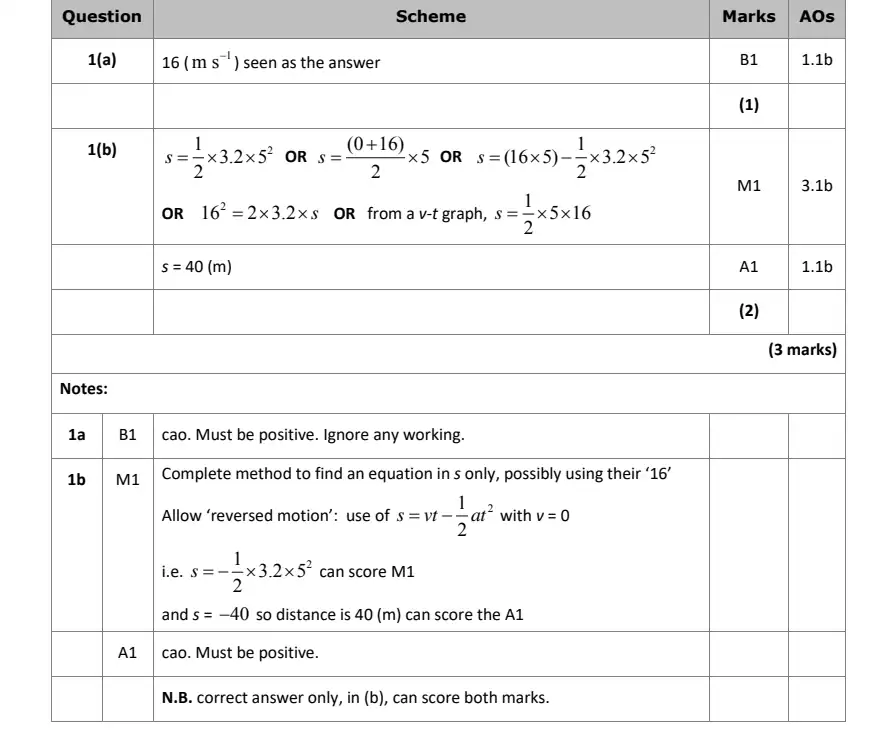 Question Scheme Marks AOs
1(a) 16 (m s⁻¹) seen as the answer B1 1.1b
(1)
1(b) s = 1/2 × 3.2 × 5² OR s = (0+16)/2 × 5 OR s = (16×5) − 1/2 × 3.2 × 5²
M1 3.1b
OR 16² = 2 × 3.2 × s OR from a v-t graph, s = 1/2 × 5 × 16
s = 40 (m) A1 1.1b
(2)
(3 marks)
Notes:
1a B1 cao. Must be positive. Ignore any working.
1b M1 Complete method to find an equation in s only, possibly using their ‘16’
Allow ‘reversed motion’: use of s = vt − 1/2 at² with v = 0
i.e. s = − 1/2 × 3.2 × 5² can score M1
and s = −40 so distance is 40 (m) can score the A1
A1 cao. Must be positive.
N.B. correct answer only, in (b), can score both marks.